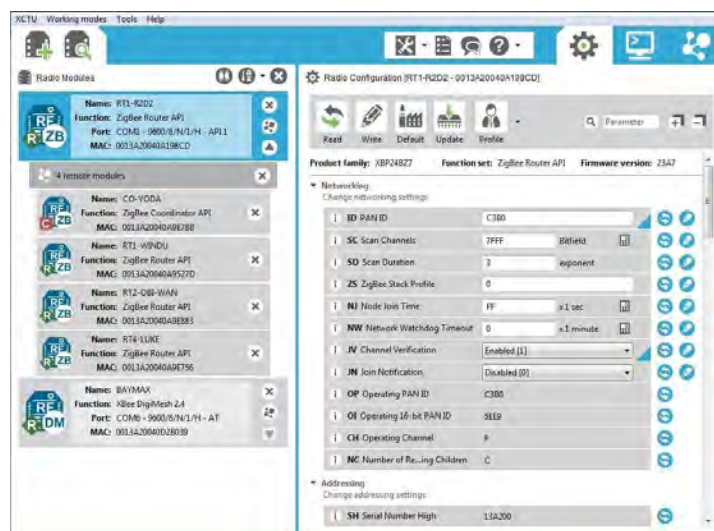 XCTU Working modes Tools Help
Radio Modules
Name: RT1-R2D2
Function: ZigBee Router API
Port: COM1 - 9600/8/N/1/H - API 1
MAC: 0013A20040A198CD
4 remote modules
Name: CO-YODA
Function: ZigBee Coordinator API
MAC: 0013A20040A9E788
Name: RT1-WINDU
Function: ZigBee Router API
MAC: 0013A20040A9527D
Name: RT2-OBI-WAN
Function: ZigBee Router API
MAC: 0013A20040A9E883
Name: RT4-LUKE
Function: ZigBee Router API
MAC: 0013A20040A9E756
Name: BAYMAX
Function: XBee DigiMesh 2.4
Port: COM6 - 9600/8/N/1/H - AT
MAC: 0013A20040D2B039
Radio Configuration [RT1-R2D2 - 0013A20040A198CD]
Read Write Default Update Profile
Parameter
Product family: XBP24BZ7 Function set: ZigBee Router API Firmware version: 23A7
Networking
Change networking settings
ID PAN ID C3B0
SC Scan Channels 7FFF Bitfield
SD Scan Duration 3 exponent
ZS ZigBee Stack Profile 0
NJ Node Join Time FF x 1 sec
NW Network Watchdog Timeout 0 x 1 minute
JV Channel Verification Enabled [1]
JN Join Notification Disabled [0]
OP Operating PAN ID C3B0
OI Operating 16-bit PAN ID
CH Operating Channel F
NC Number of Re...ing Children C
Addressing
Change addressing settings
SH Serial Number High 13A200